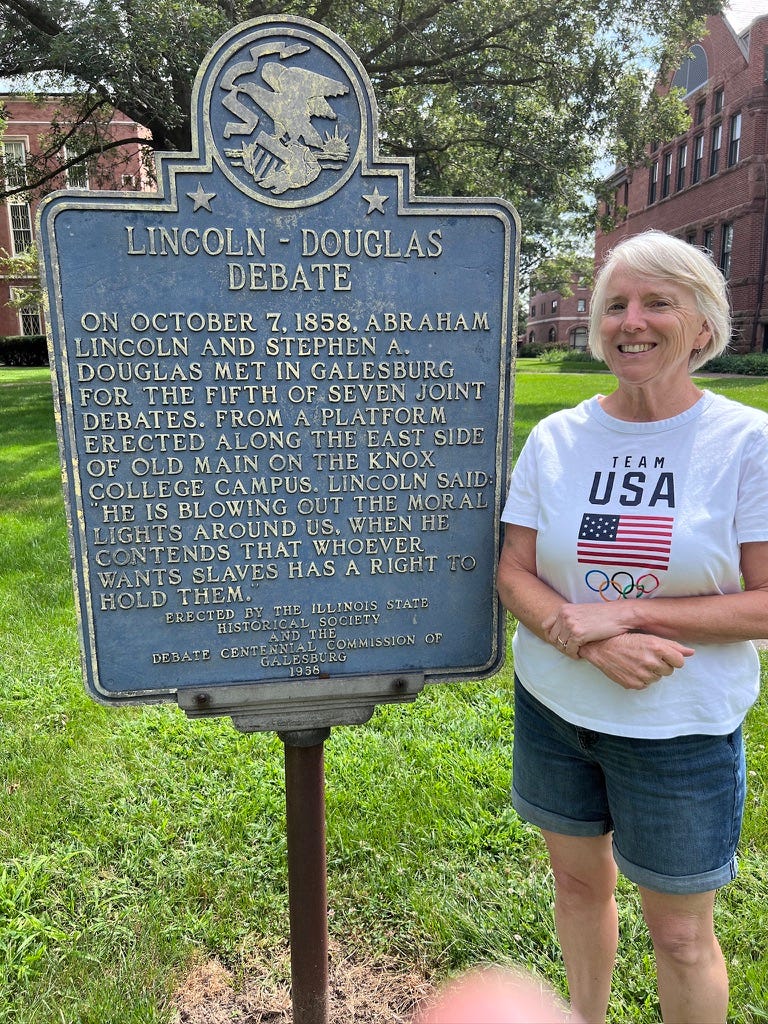 LINCOLN - DOUGLAS
DEBATE
ON OCTOBER 7, 1858, ABRAHAM
LINCOLN AND STEPHEN A.
DOUGLAS MET IN GALESBURG
FOR THE FIFTH OF SEVEN JOINT
DEBATES. FROM A PLATFORM
ERECTED ALONG THE EAST SIDE
OF OLD MAIN ON THE KNOX
COLLEGE CAMPUS. LINCOLN SAID:
"HE IS BLOWING OUT THE MORAL
LIGHTS AROUND US, WHEN HE
CONTENDS THAT WHOEVER
WANTS SLAVES HAS A RIGHT TO
HOLD THEM."
ERECTED BY THE ILLINOIS STATE
HISTORICAL SOCIETY
AND THE
DEBATE CENTENNIAL COMMISSION OF
GALESBURG
1958
TEAM
USA